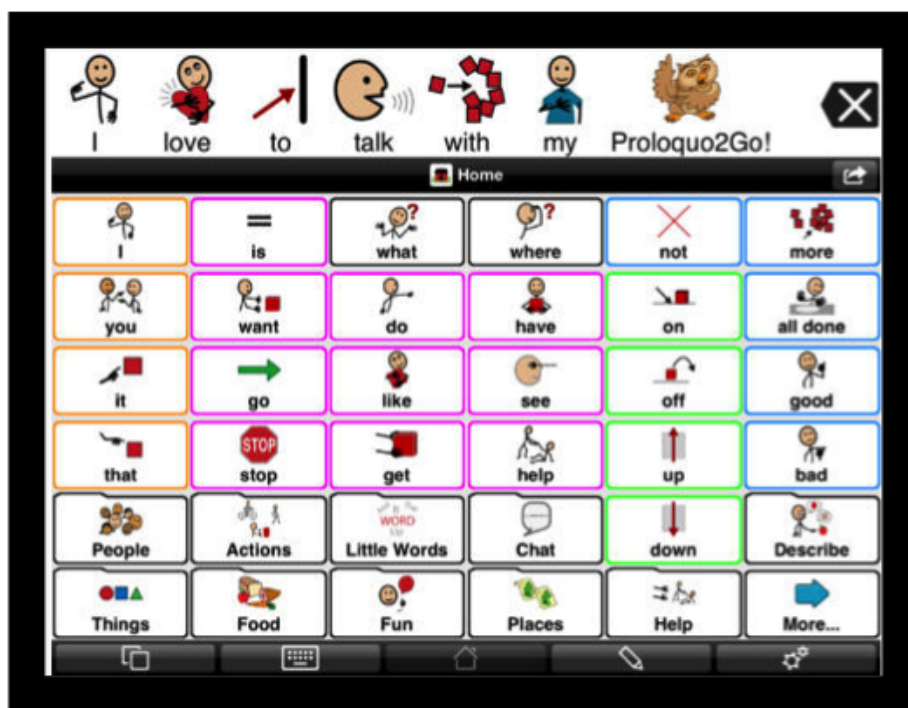 I love to talk with my Proloquo2Go!
Home
I is what where not more
you want do have on all done
it go like see off good
that STOP stop get help up bad
WORD
People Actions Little Words Chat down Describe
Things Food Fun Places Help More...